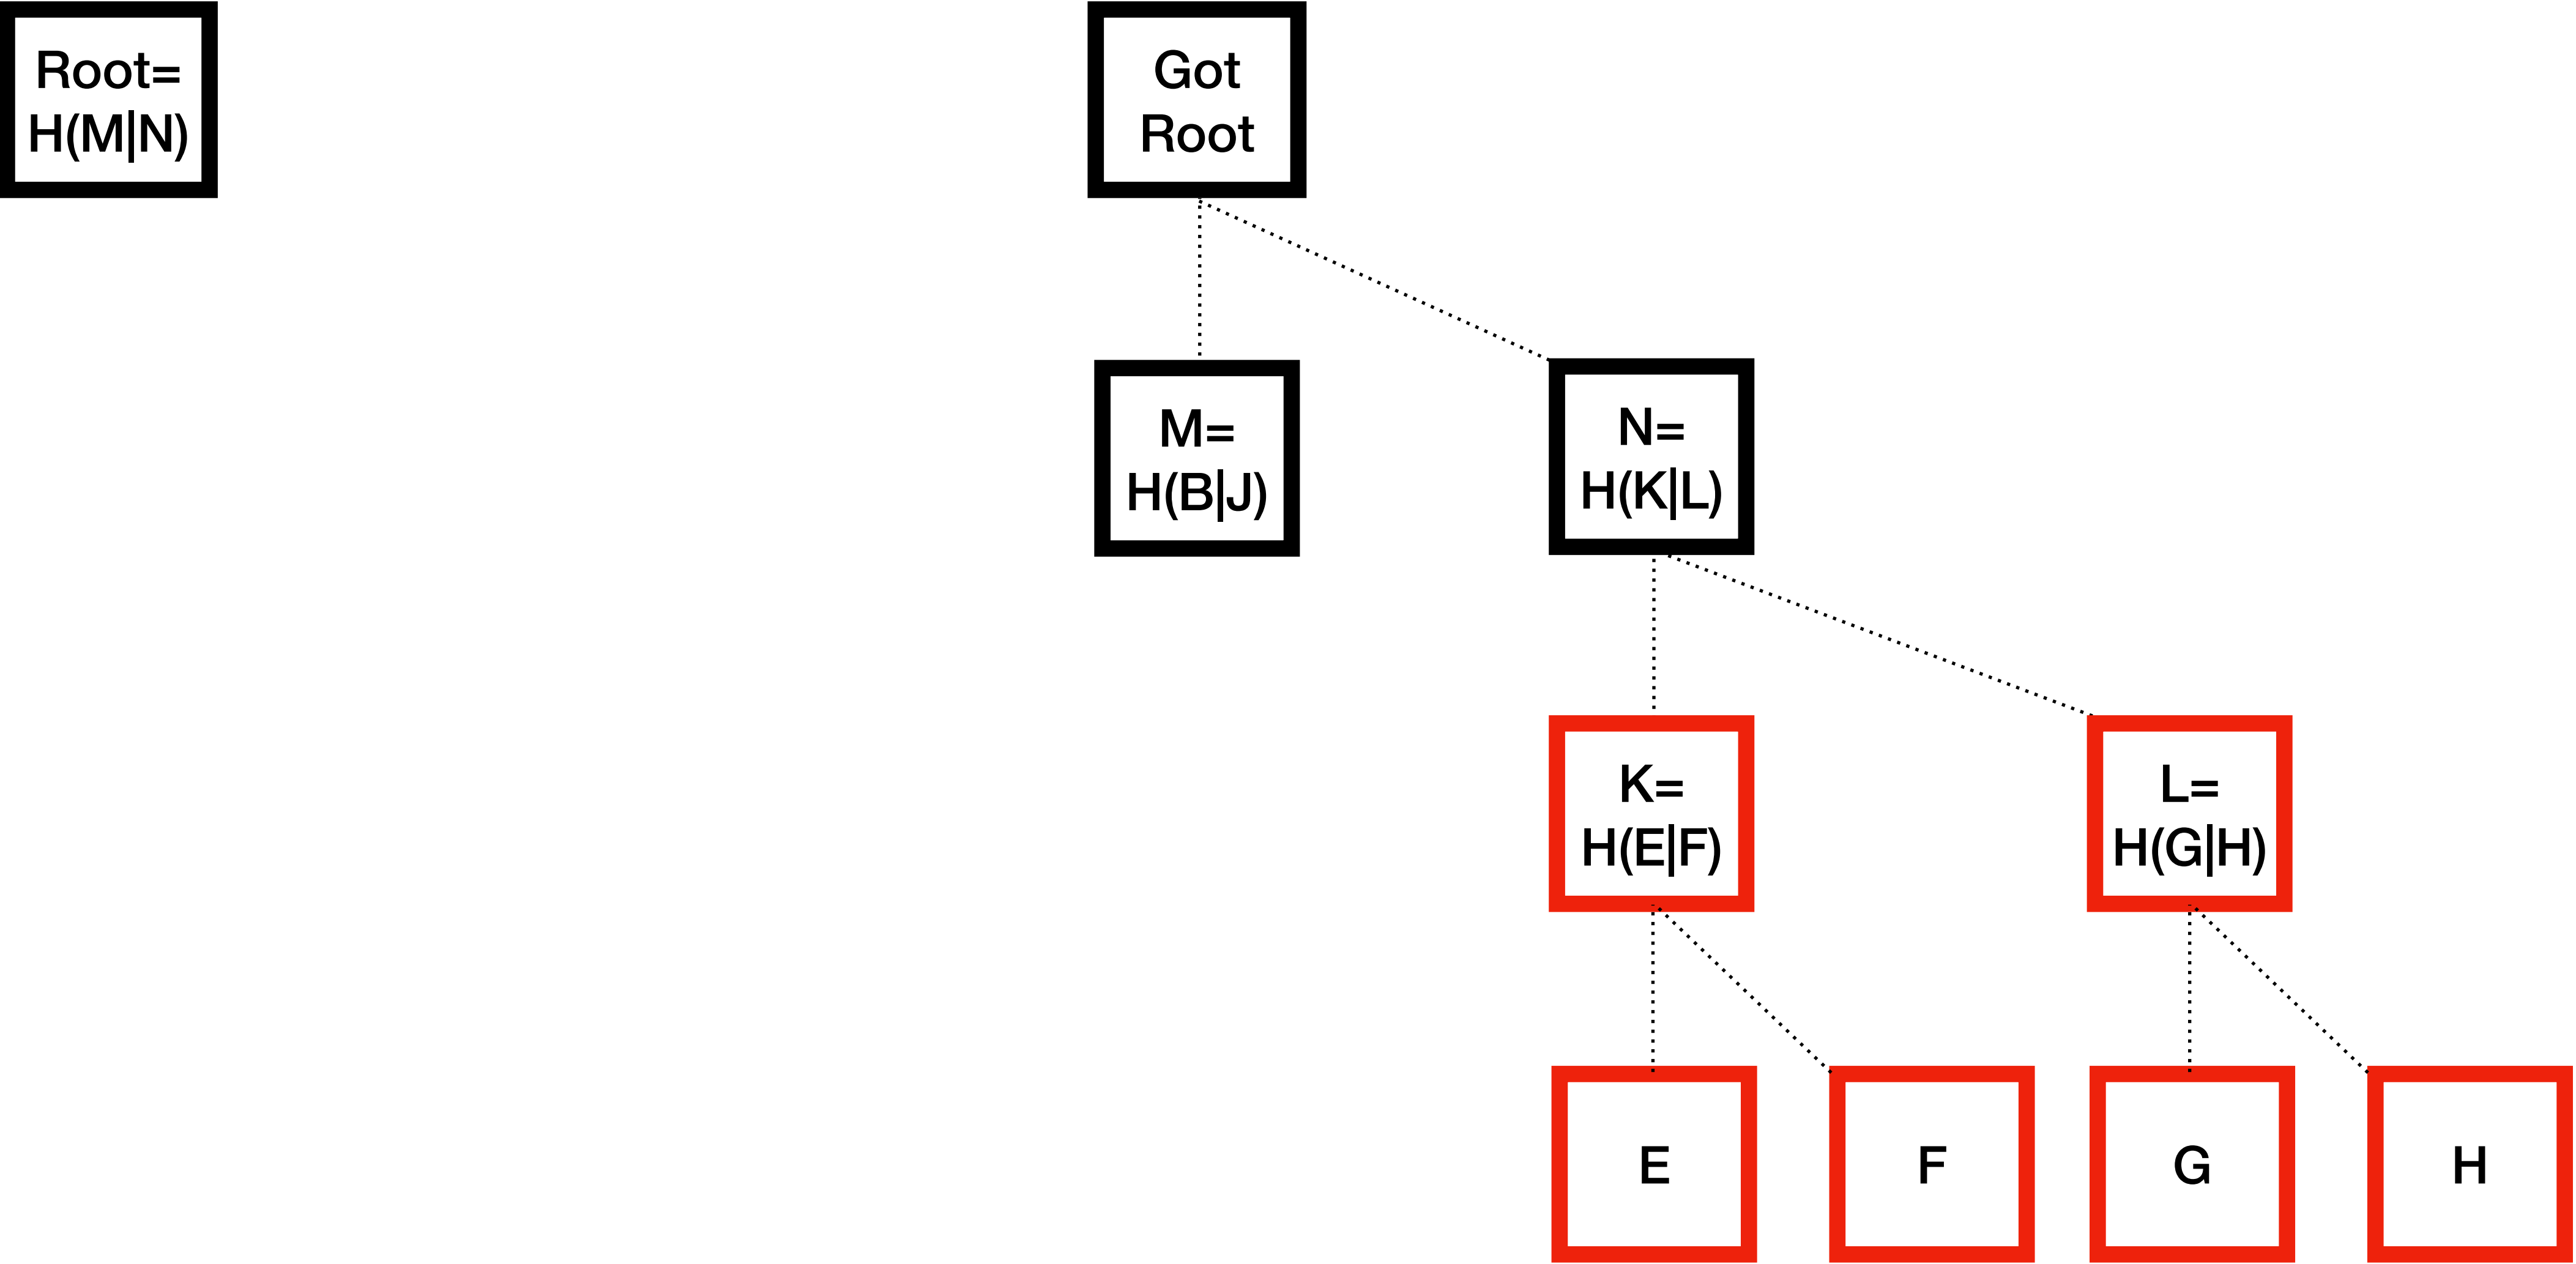 Root=
H(M|N)
Got
Root
M=
H(B|J)
N=
H(K|L)
K=
H(E|F)
L=
H(G|H)
E
F
G
H